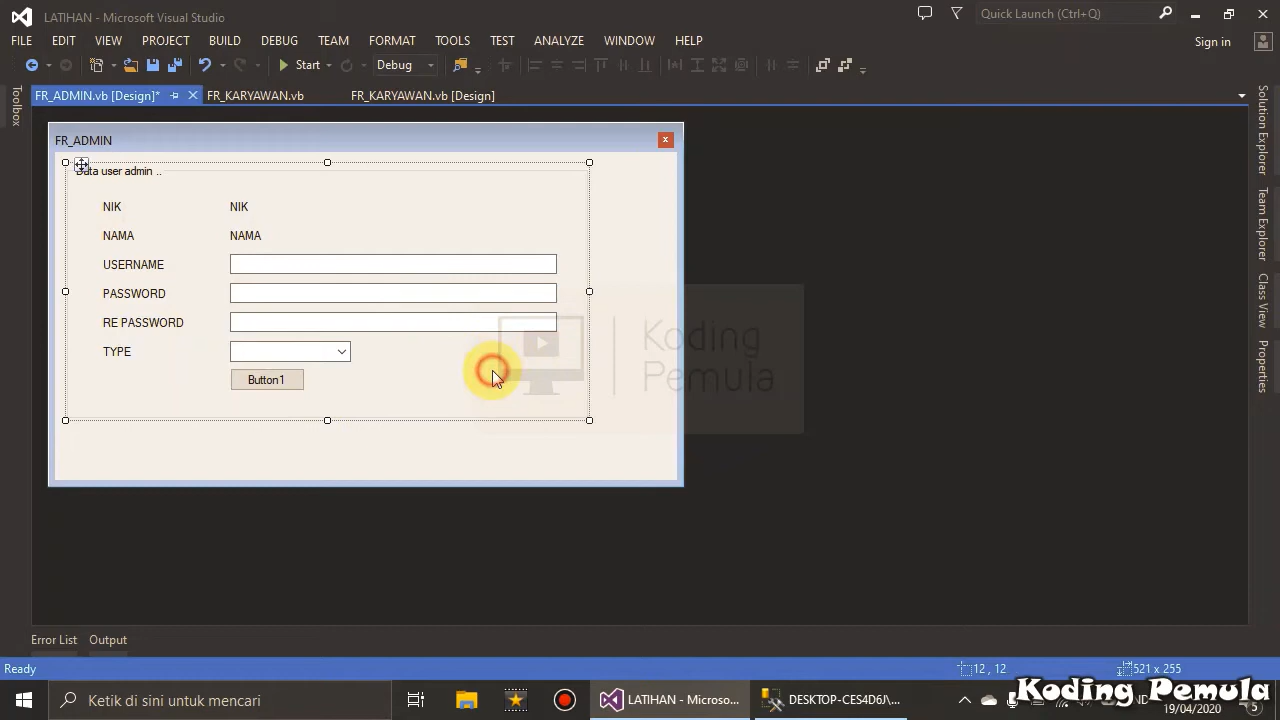 LATIHAN - Microsoft Visual Studio
Quick Launch (Ctrl+Q)
FILE EDIT VIEW PROJECT BUILD DEBUG TEAM FORMAT TOOLS TEST ANALYZE WINDOW HELP
Sign in
Start Debug
FR_ADMIN.vb [Design]* FR_KARYAWAN.vb FR_KARYAWAN.vb [Design]
Toolbox
Solution Explorer
Team Explorer
Class View
Properties
FR_ADMIN
Data user admin ..
NIK NIK
NAMA NAMA
USERNAME
PASSWORD
RE PASSWORD
TYPE
Button1
Koding
Pemula
Error List Output
Ready
12 , 12
521 x 255
Ketik di sini untuk mencari
LATIHAN - Microso...
DESKTOP-CES4D6J\...
Koding Pemula
19/04/2020
5